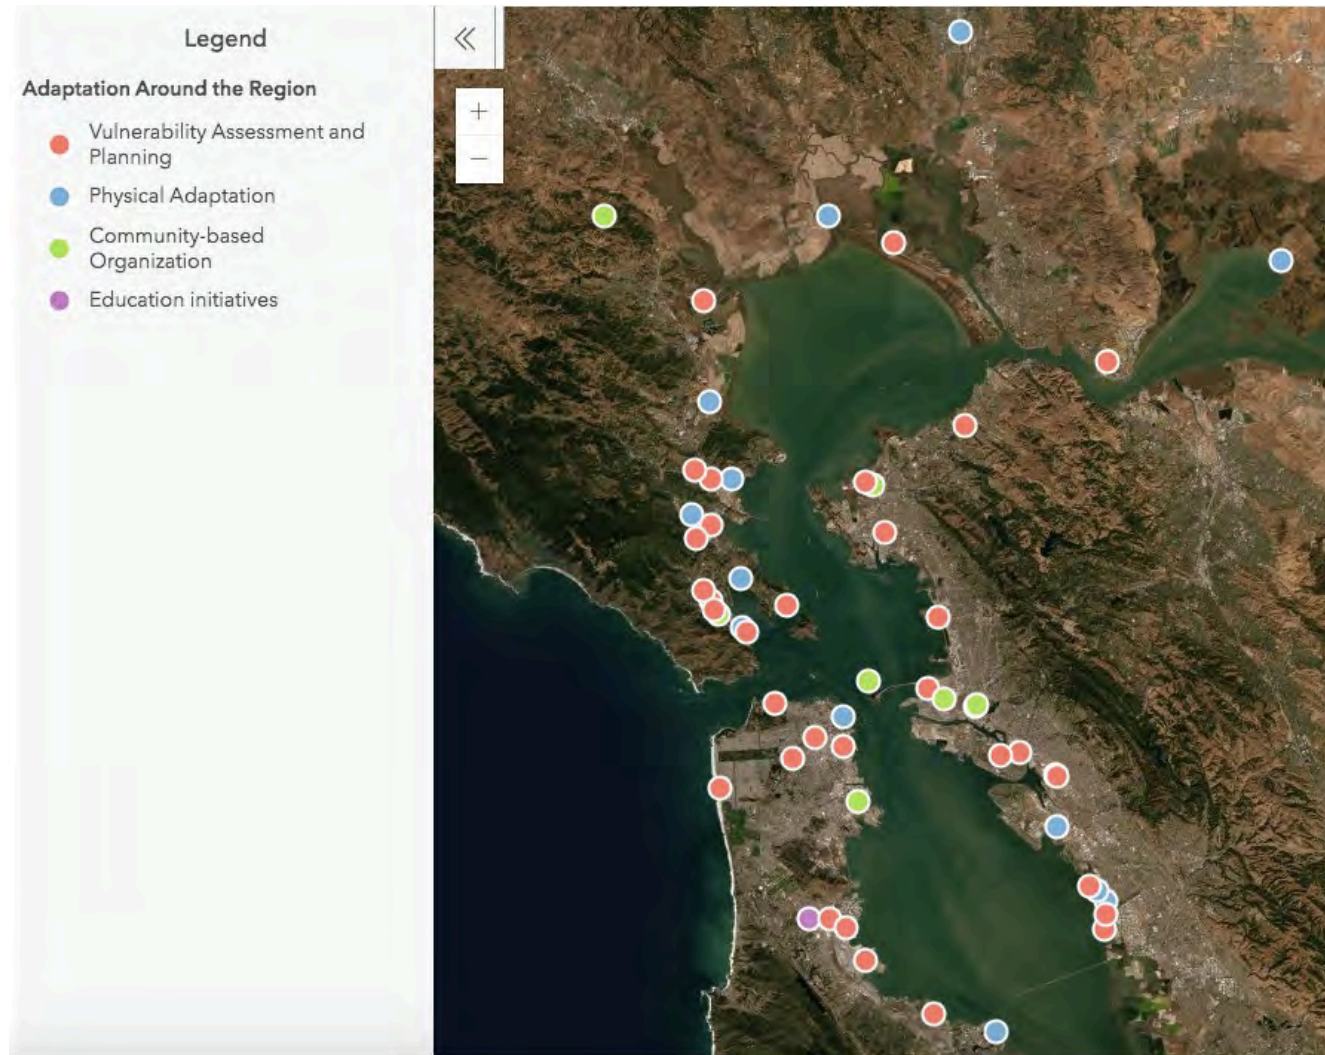 Legend
Adaptation Around the Region
Vulnerability Assessment and
Planning
Physical Adaptation
Community-based
Organization
Education initiatives